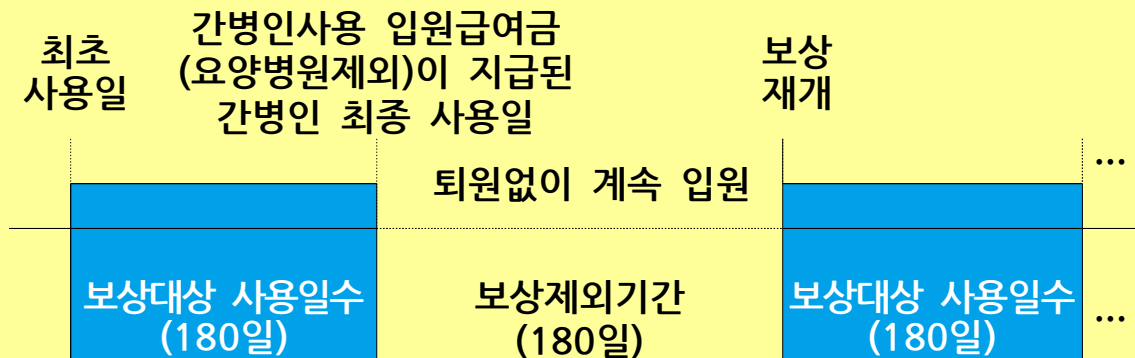 최초
사용일
간병인사용 입원급여금
(요양병원제외)이 지급된
간병인 최종 사용일
보상
재개
퇴원없이 계속 입원
...
보상대상 사용일수
(180일)
보상제외기간
(180일)
보상대상 사용일수
(180일)
...